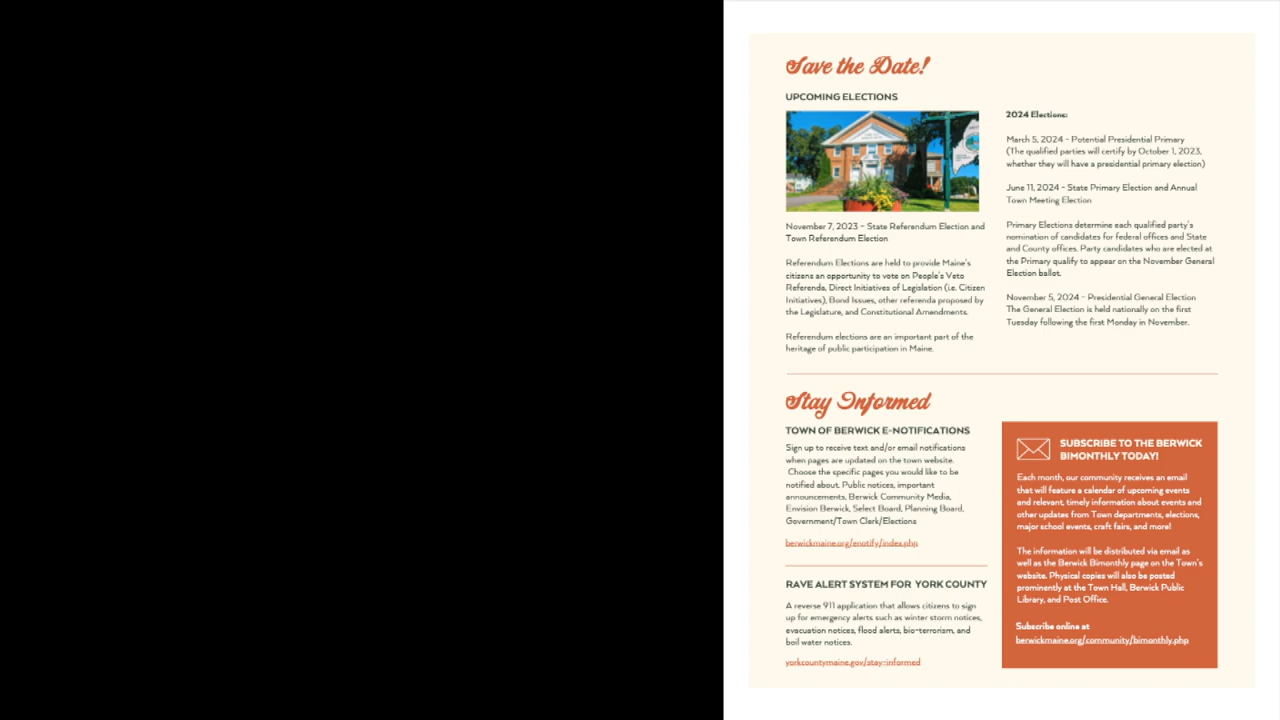 Save the Date!
UPCOMING ELECTIONS
November 7, 2023 – State Referendum Election and
Town Referendum Election
Referendum Elections are held to provide Maine's
citizens an opportunity to vote on People's Veto
Referenda, Direct Initiatives of Legislation (i.e. Citizen
Initiatives), Bond Issues, other referenda proposed by
the Legislature, and Constitutional Amendments.
Referendum elections are an important part of the
heritage of public participation in Maine.
2024 Elections:
March 5, 2024 - Potential Presidential Primary
(The qualified parties will certify by October 1, 2023,
whether they will have a presidential primary election)
June 11, 2024 - State Primary Election and Annual
Town Meeting Election
Primary Elections determine each qualified party's
nomination of candidates for federal offices and State
and County offices. Party candidates who are elected at
the Primary qualify to appear on the November General
Election ballot.
November 5, 2024 - Presidential General Election
The General Election is held nationally on the first
Tuesday following the first Monday in November.
Stay Informed
TOWN OF BERWICK E-NOTIFICATIONS
Sign up to receive text and/or email notifications
when pages are updated on the town website.
Choose the specific pages you would like to be
notified about. Public notices, important
announcements, Berwick Community Media,
Envision Berwick, Select Board, Planning Board,
Government/Town Clerk/Elections
berwickmaine.org/enotify/index.php
RAVE ALERT SYSTEM FOR YORK COUNTY
A reverse 911 application that allows citizens to sign
up for emergency alerts such as winter storm notices,
evacuation notices, flood alerts, bio-terrorism, and
boil water notices.
yorkcountymaine.gov/stay-informed
SUBSCRIBE TO THE BERWICK
BIMONTHLY TODAY!
Each month, our community receives an email
that will feature a calendar of upcoming events
and relevant, timely information about events and
other updates from Town departments, elections,
major school events, craft fairs, and more!
The information will be distributed via email as
well as the Berwick Bimonthly page on the Town's
website. Physical copies will also be posted
prominently at the Town Hall, Berwick Public
Library, and Post Office.
Subscribe online at
berwickmaine.org/community/bimonthly.php